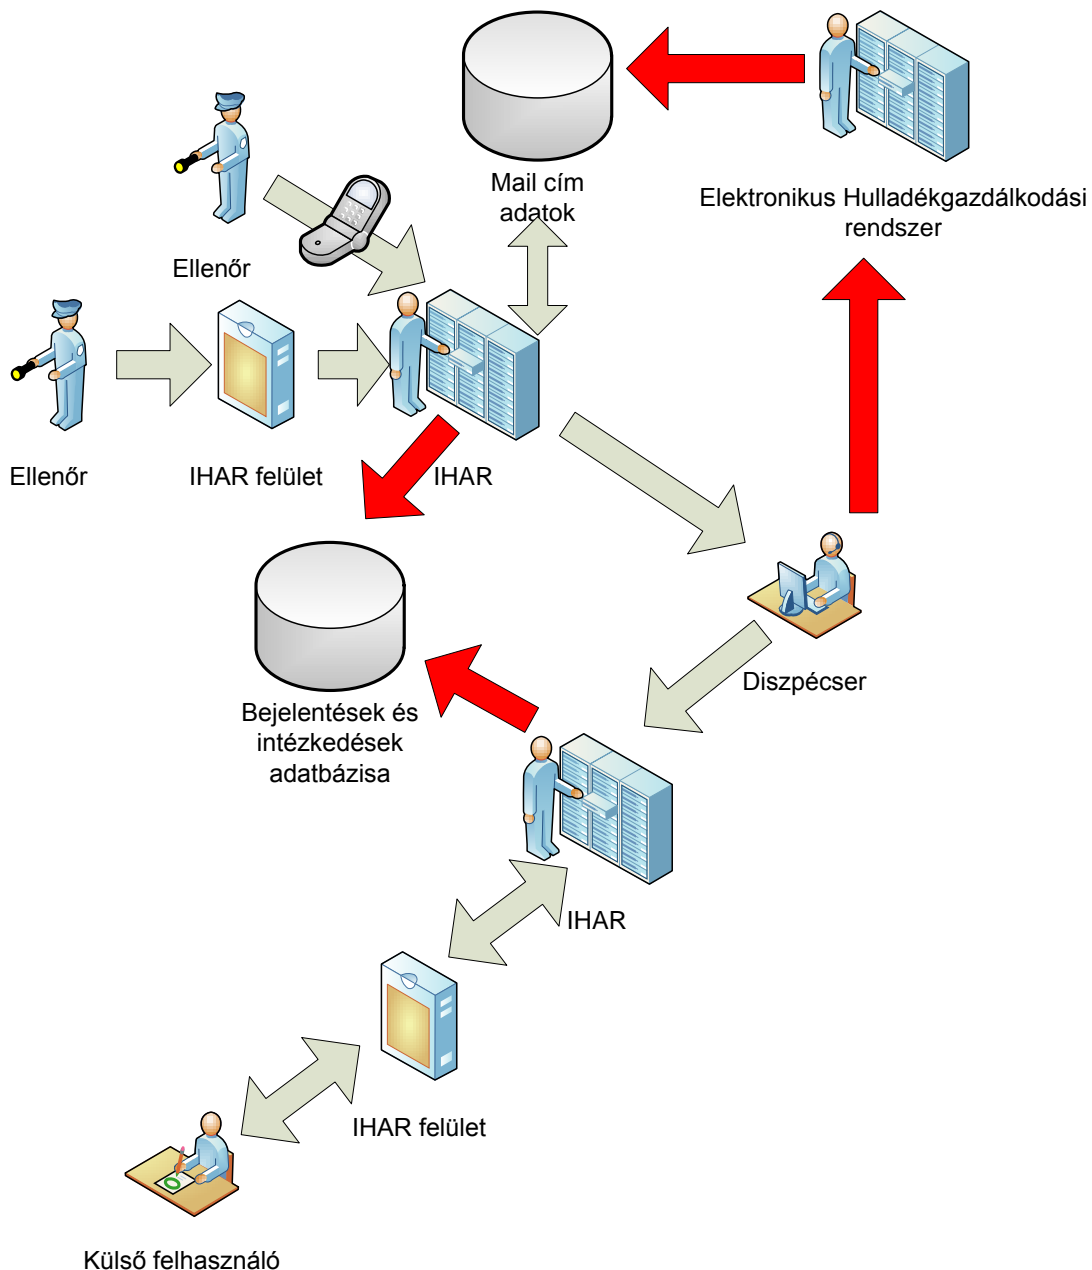 Mail cím
adatok
Elektronikus Hulladékgazdálkodási
rendszer
Ellenőr
Ellenőr
IHAR felület
IHAR
Diszpécser
Bejelentések és
intézkedések
adatbázisa
IHAR
IHAR felület
Külső felhasználó